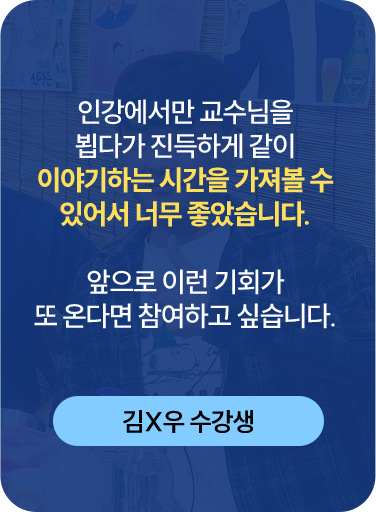 인강에서만 교수님을
뵙다가 진득하게 같이
이야기하는 시간을 가져볼 수
있어서 너무 좋았습니다.
앞으로 이런 기회가
또 온다면 참여하고 싶습니다.
김X우 수강생